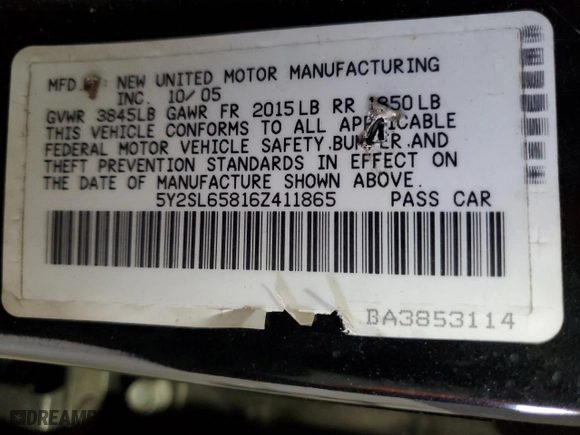 MFD. BY: NEW UNITED MOTOR MANUFACTURING
INC. 10/05
GVWR 3845LB GAWR FR 2015LB RR 1850LB
THIS VEHICLE CONFORMS TO ALL APPLICABLE
FEDERAL MOTOR VEHICLE SAFETY.BUMPER.AND
THEFT PREVENTION STANDARDS IN EFFECT ON
THE DATE OF MANUFACTURE SHOWN ABOVE.
5Y2SL65816Z411865 PASS CAR
BA3853114